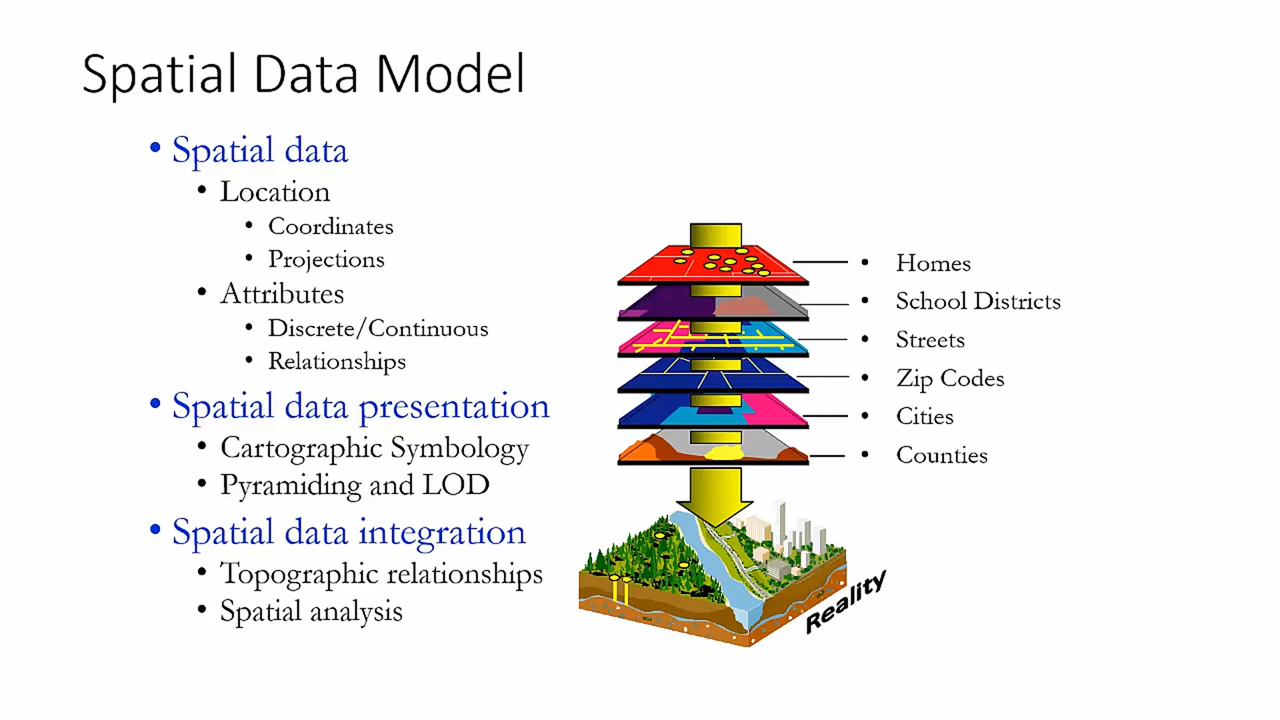 Spatial Data Model
• Spatial data
• Location
• Coordinates
• Projections
• Attributes
• Discrete/Continuous
• Relationships
• Spatial data presentation
• Cartographic Symbology
• Pyramiding and LOD
• Spatial data integration
• Topographic relationships
• Spatial analysis
• Homes
• School Districts
• Streets
• Zip Codes
• Cities
• Counties
Reality